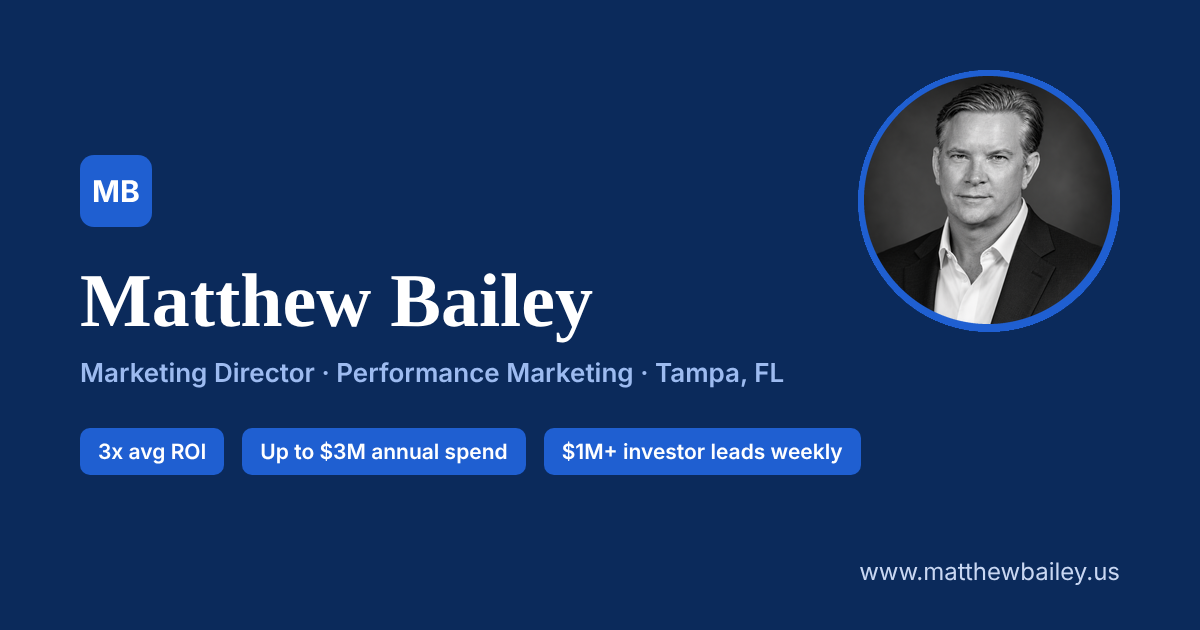 MB
Matthew Bailey
Marketing Director · Performance Marketing · Tampa, FL
3x avg ROI
Up to $3M annual spend
$1M+ investor leads weekly
www.matthewbailey.us